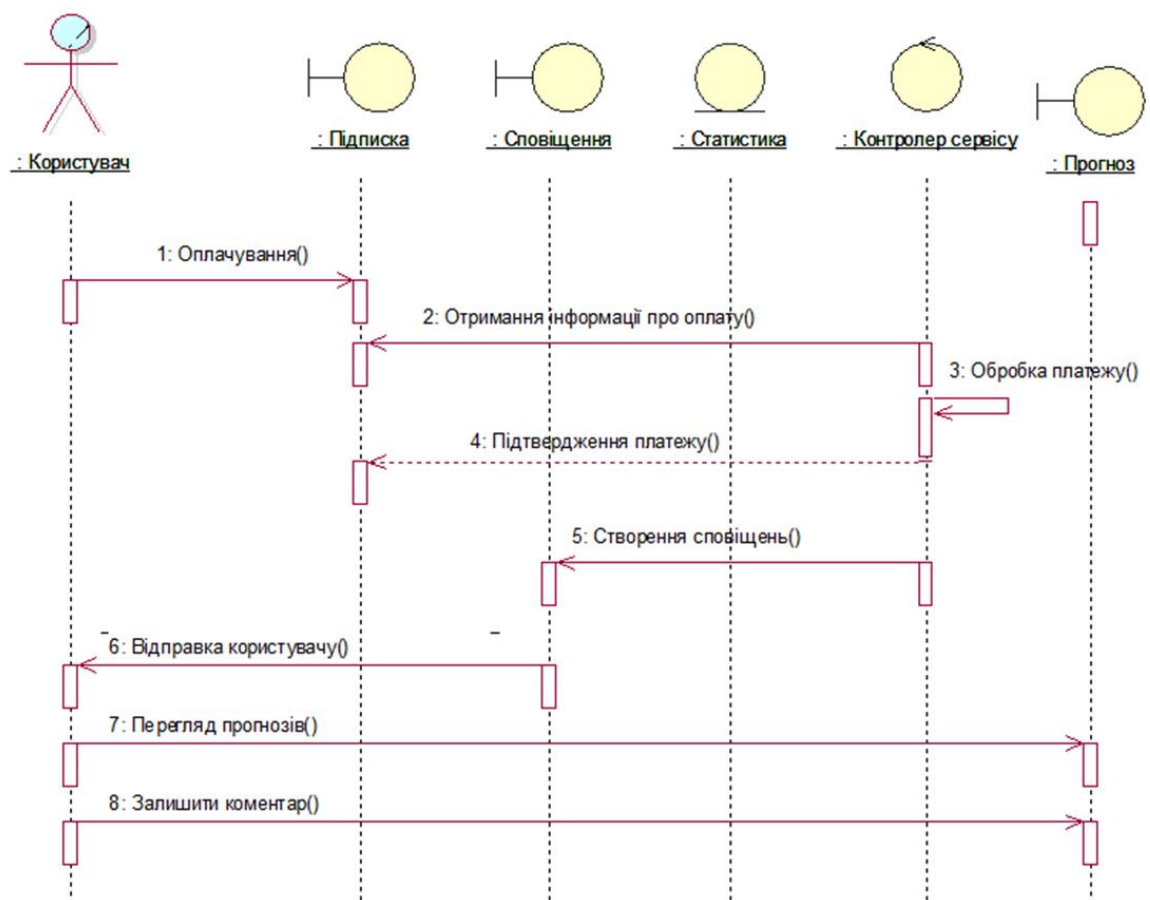 : Користувач
: Підписка
: Сповіщення
: Статистика
: Контролер сервісу
: Прогноз
1: Оплачування()
2: Отримання інформації про оплату()
3: Обробка платежу()
4: Підтвердження платежу()
5: Створення сповіщень()
6: Відправка користувачу()
7: Перегляд прогнозів()
8: Залишити коментар()